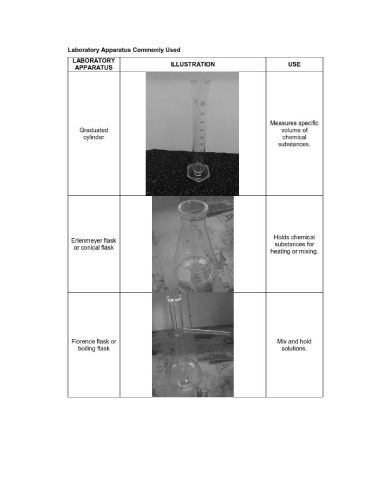 Laboratory Apparatus Commonly Used
LABORATORY
APPARATUS
ILLUSTRATION
USE
Graduated
cylinder
Measures specific
volume of
chemical
substances.
Erlenmeyer flask
or conical flask
Holds chemical
substances for
heating or mixing.
Florence flask or
boiling flask
Mix and hold
solutions.